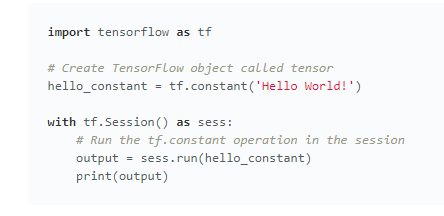 import tensorflow as tf
# Create TensorFlow object called tensor
hello_constant = tf.constant('Hello World!')
with tf.Session() as sess:
# Run the tf.constant operation in the session
output = sess.run(hello_constant)
print(output)